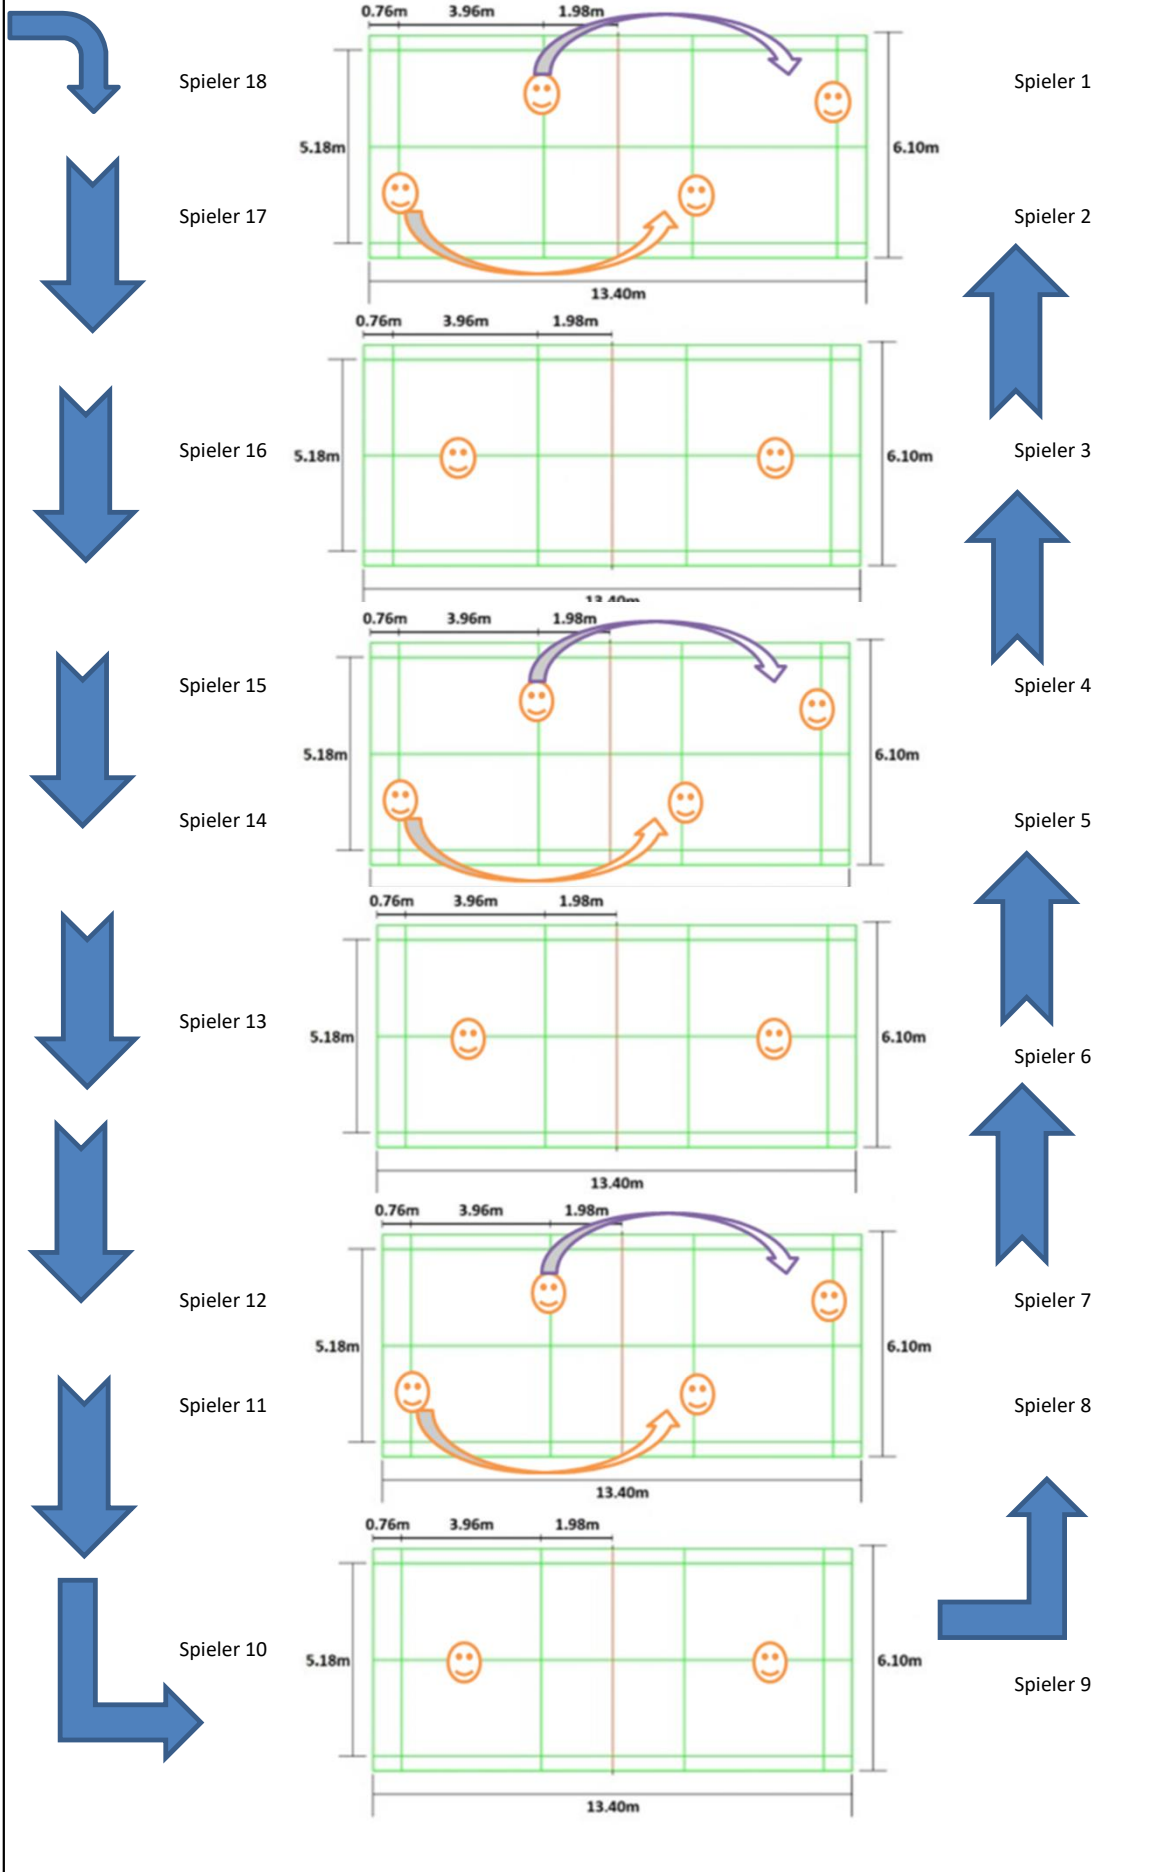 0.76m 3.96m 1.98m
Spieler 18
Spieler 1
5.18m
6.10m
Spieler 17
Spieler 2
13.40m
0.76m 3.96m 1.98m
Spieler 16
5.18m
6.10m
Spieler 3
13.40m
0.76m 3.96m 1.98m
Spieler 15
Spieler 4
5.18m
6.10m
Spieler 14
Spieler 5
0.76m 3.96m 1.98m
Spieler 13
5.18m
6.10m
Spieler 6
13.40m
0.76m 3.96m 1.98m
Spieler 12
Spieler 7
5.18m
6.10m
Spieler 11
Spieler 8
13.40m
0.76m 3.96m 1.98m
Spieler 10
5.18m
6.10m
Spieler 9
13.40m